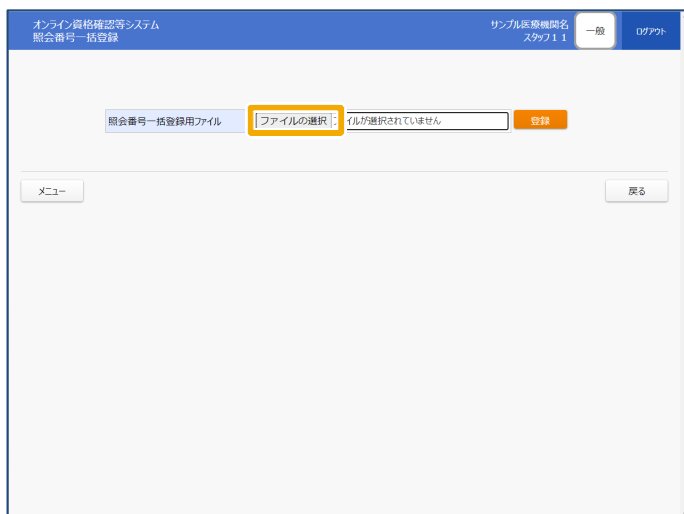 オンライン資格確認等システム
照会番号一括登録
サンプル医療機関名
スタッフ11
一般
ログアウト
照会番号一括登録用ファイル
ファイルの選択
イルが選択されていません
登録
メニュー
戻る